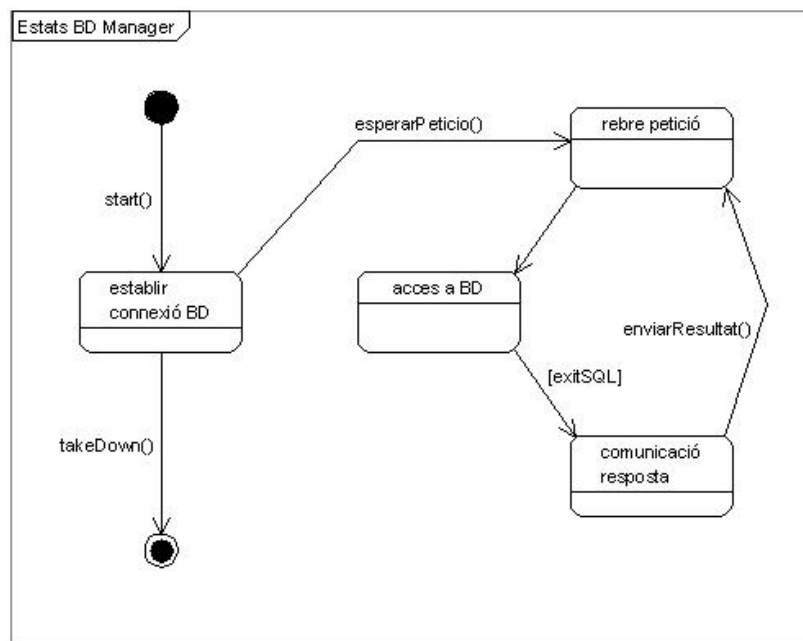 Estats BD Manager
esperarPeticio()
rebre petició
start()
establir
connexió BD
acces a BD
enviarResultat()
[exitSQL]
takeDown()
comunicació
resposta